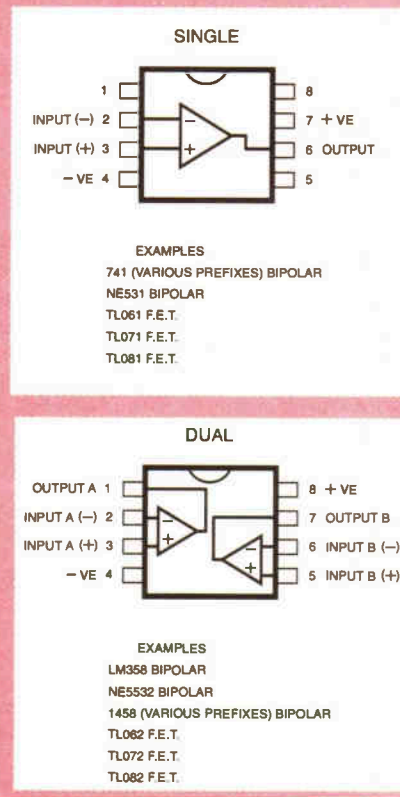 SINGLE
1 8
INPUT (−) 2 7 + VE
INPUT (+) 3 6 OUTPUT
− VE 4 5
− +
EXAMPLES
741 (VARIOUS PREFIXES) BIPOLAR
NE531 BIPOLAR
TL061 F.E.T.
TL071 F.E.T.
TL081 F.E.T.
DUAL
OUTPUT A 1 8 + VE
INPUT A (−) 2 7 OUTPUT B
INPUT A (+) 3 6 INPUT B (−)
− VE 4 5 INPUT B (+)
− + − +
EXAMPLES
LM358 BIPOLAR
NE5532 BIPOLAR
1458 (VARIOUS PREFIXES) BIPOLAR
TL062 F.E.T.
TL072 F.E.T.
TL082 F.E.T.